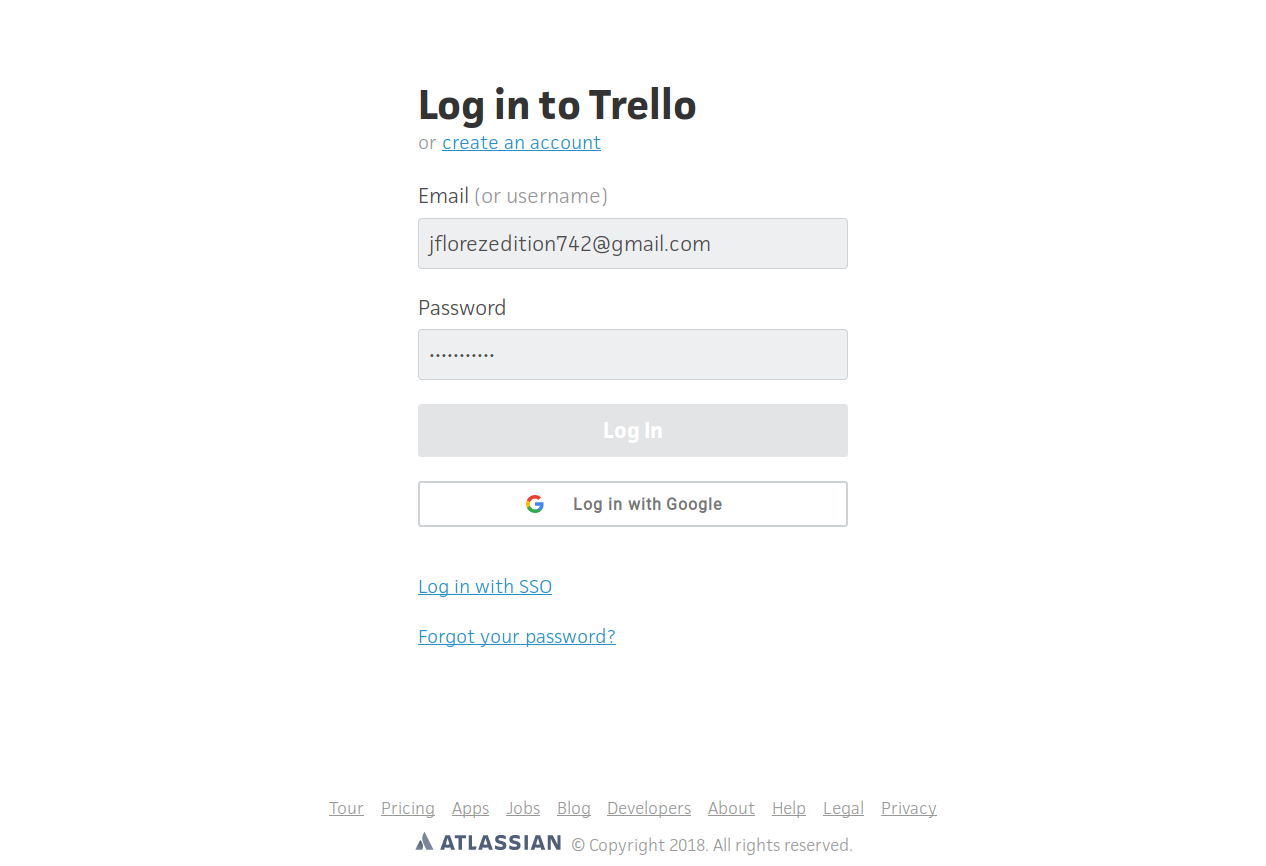 Log in to Trello
or create an account
Email (or username)
jflorezedition742@gmail.com
Password
•••••••••••
Log In
Log in with Google
Log in with SSO
Forgot your password?
Tour Pricing Apps Jobs Blog Developers About Help Legal Privacy
ATLASSIAN © Copyright 2018. All rights reserved.